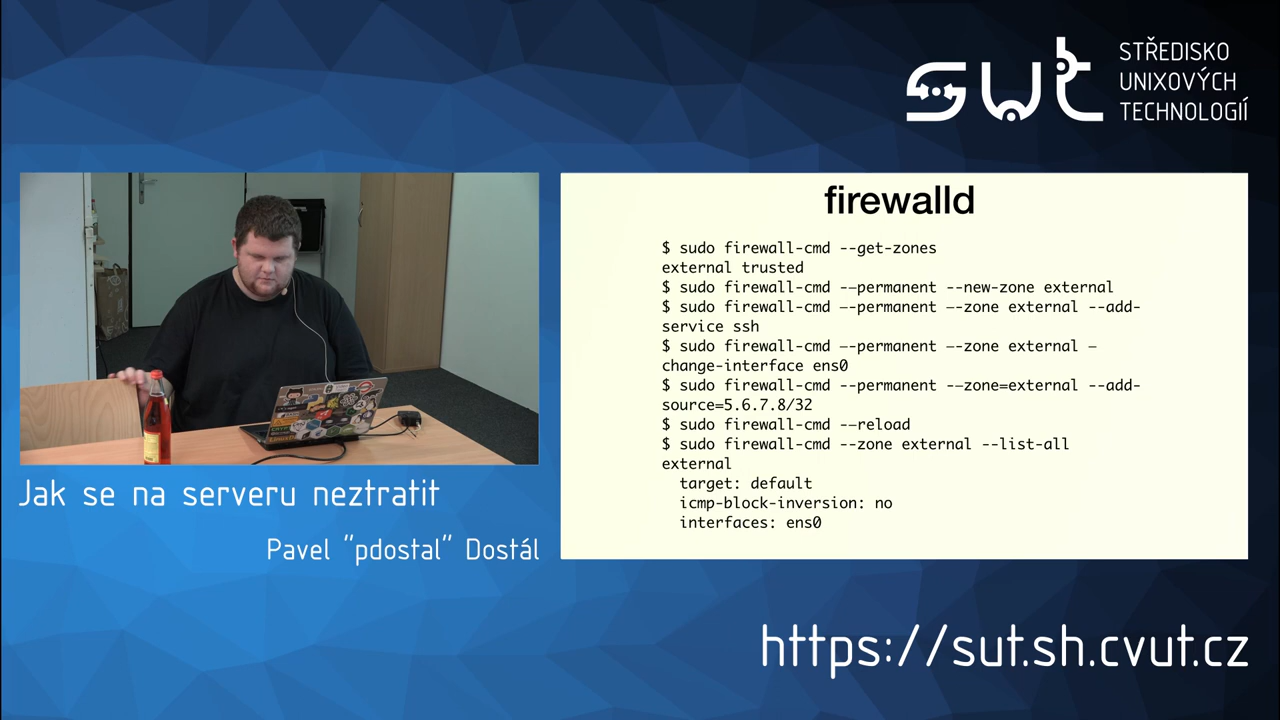 sut
STŘEDISKO
UNIXOVÝCH
TECHNOLOGIÍ
firewalld
$ sudo firewall-cmd --get-zones
external trusted
$ sudo firewall-cmd –-permanent --new-zone external
$ sudo firewall-cmd –-permanent –-zone external --add-
service ssh
$ sudo firewall-cmd –-permanent –-zone external –
change-interface ens0
$ sudo firewall-cmd --permanent --zone=external --add-
source=5.6.7.8/32
$ sudo firewall-cmd –-reload
$ sudo firewall-cmd --zone external --list-all
external
target: default
icmp-block-inversion: no
interfaces: ens0
Jak se na serveru neztratit
Pavel "pdostal" Dostál
https://sut.sh.cvut.cz